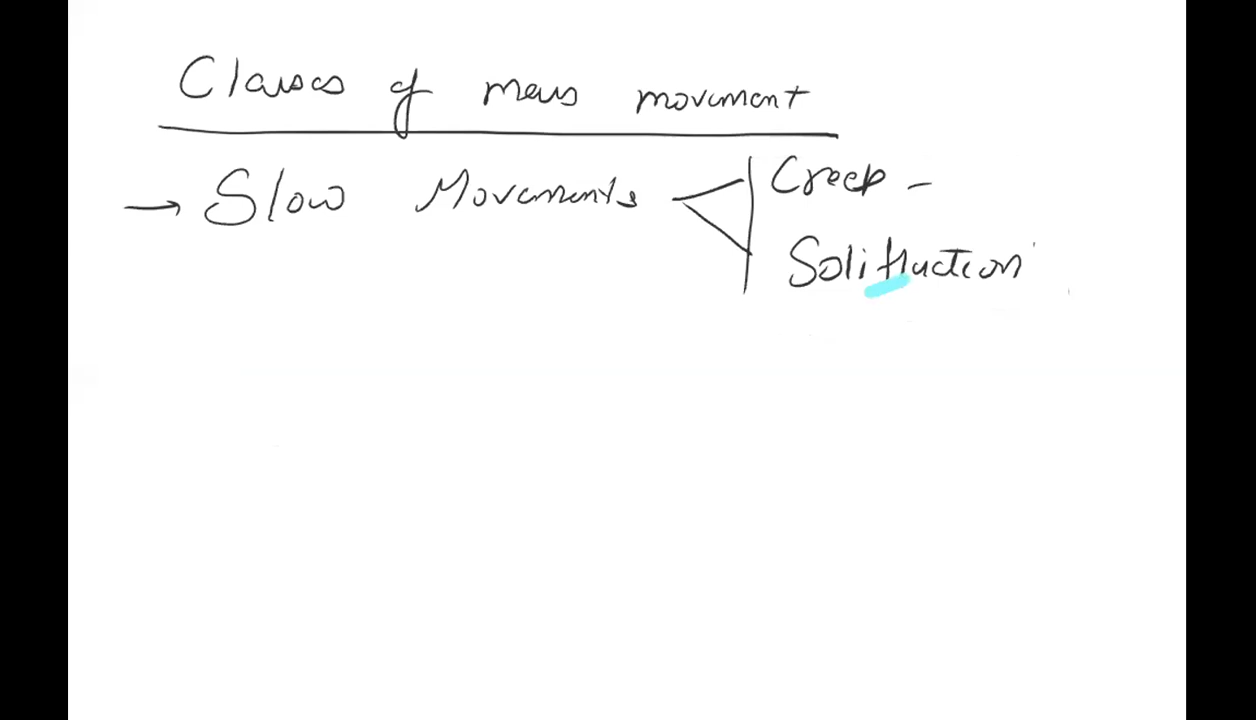 Classes of mass movement
→ Slow Movements < Creep -
Solifluction